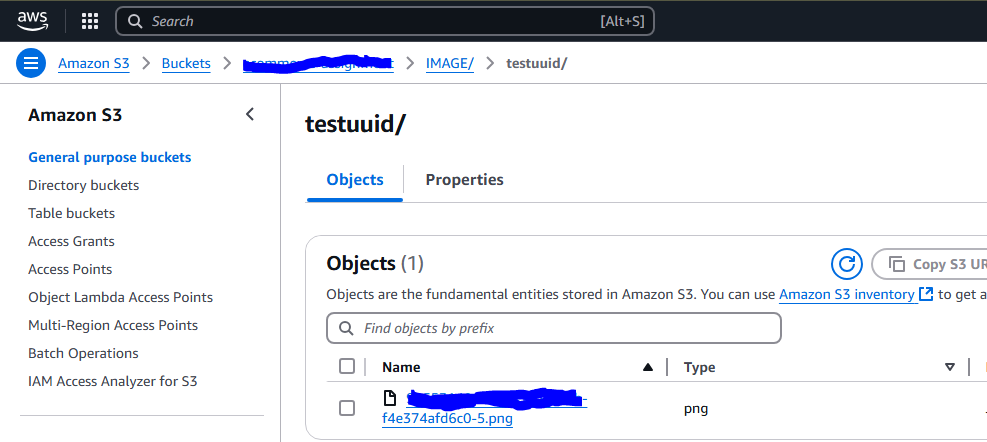 aws
Search [Alt+S]
Amazon S3 > Buckets > > IMAGE/ > testuuid/
Amazon S3
General purpose buckets
Directory buckets
Table buckets
Access Grants
Access Points
Object Lambda Access Points
Multi-Region Access Points
Batch Operations
IAM Access Analyzer for S3
testuuid/
Objects Properties
Objects (1)
Copy S3 UR
Objects are the fundamental entities stored in Amazon S3. You can use Amazon S3 inventory to get a
Find objects by prefix
Name Type
f4e374afd6c0-5.png
png